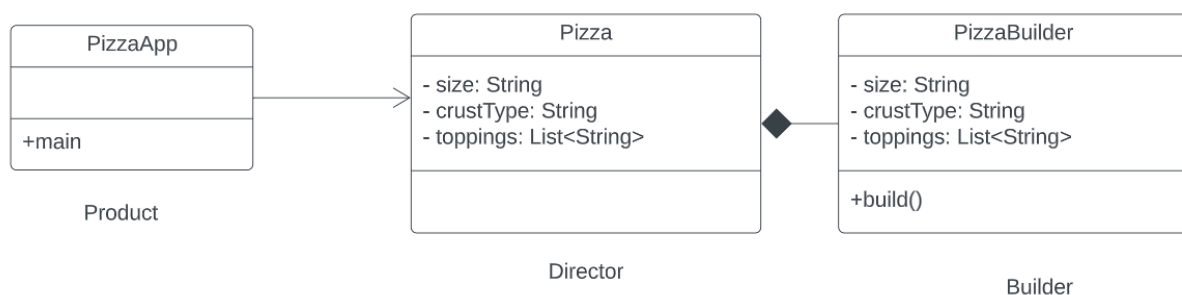 PizzaApp
+main
Product
Pizza
- size: String
- crustType: String
- toppings: List<String>
Director
PizzaBuilder
- size: String
- crustType: String
- toppings: List<String>
+build()
Builder